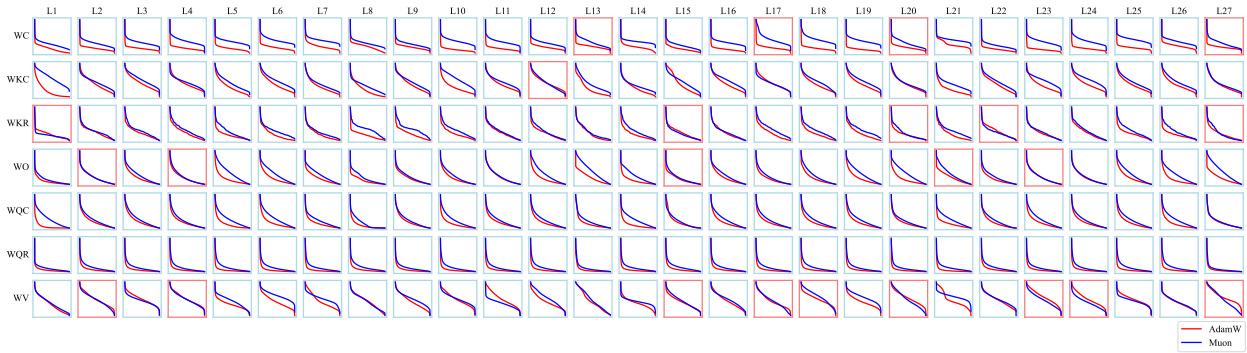 L1 L2 L3 L4 L5 L6 L7 L8 L9 L10 L11 L12 L13 L14 L15 L16 L17 L18 L19 L20 L21 L22 L23 L24 L25 L26 L27
WC
WKC
WKR
WO
WQC
WQR
WV
AdamW
Muon